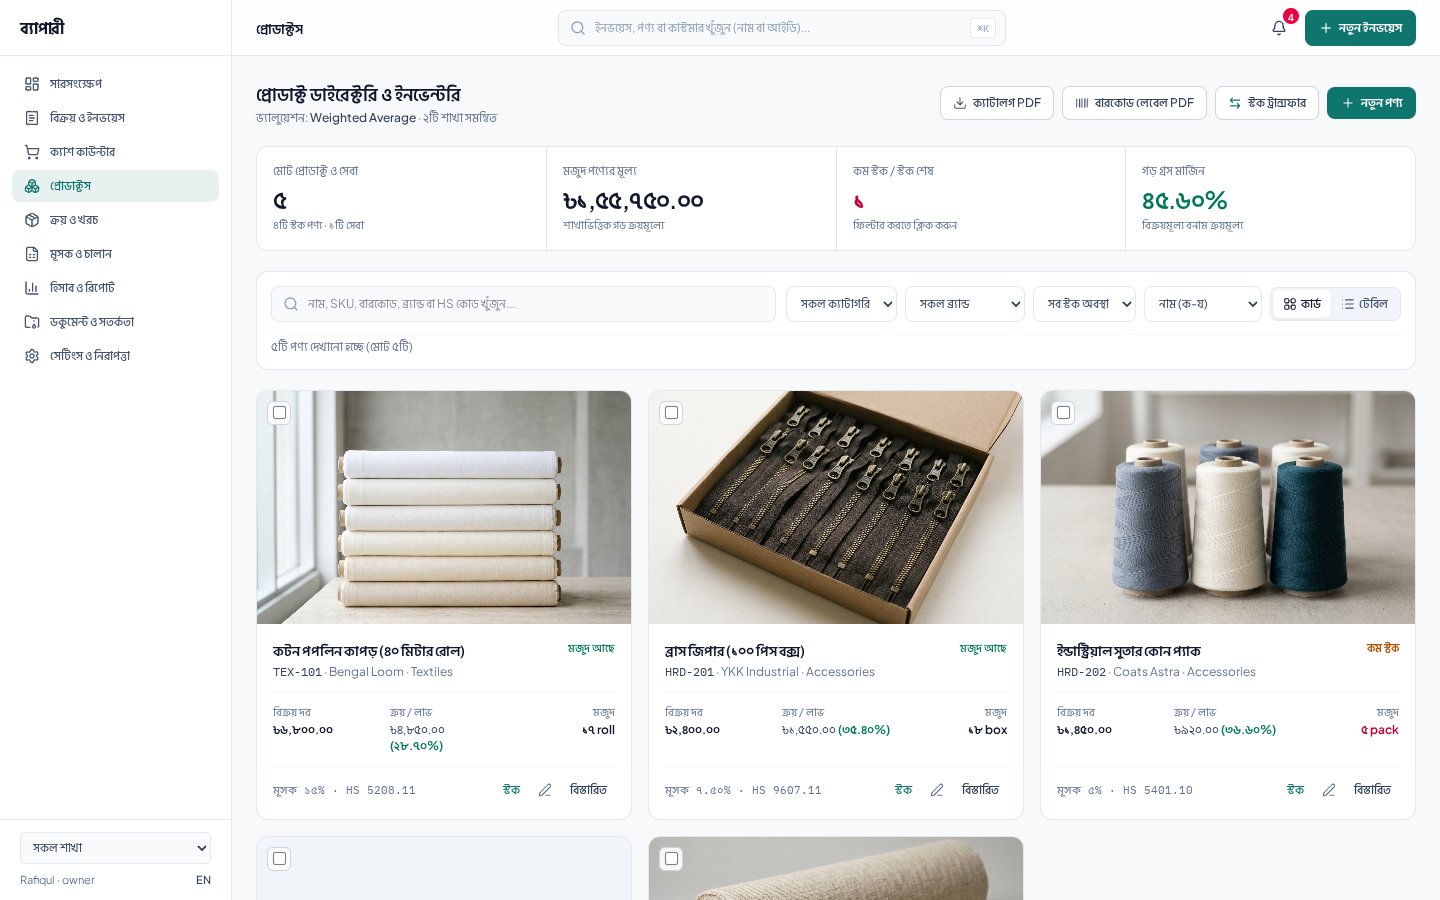 ব্যাপারী
প্রোডাক্টস
ইনভয়েস, পণ্য বা কাস্টমার খুঁজুন (নাম বা আইডি)...
⌘K
4
নতুন ইনভয়েস
সারসংক্ষেপ
বিক্রয় ও ইনভয়েস
ক্যাশ কাউন্টার
প্রোডাক্টস
ক্রয় ও খরচ
মূসক ও চালান
হিসাব ও রিপোর্ট
ডকুমেন্ট ও সতর্কতা
সেটিংস ও নিরাপত্তা
সকল শাখা
Rafiqul · owner
EN
প্রোডাক্ট ডাইরেক্টরি ও ইনভেন্টরি
ভ্যালুয়েশন: Weighted Average · ২টি শাখা সমন্বিত
ক্যাটালগ PDF
বারকোড লেবেল PDF
স্টক ট্রান্সফার
নতুন পণ্য
মোট প্রোডাক্ট ও সেবা
৫
৪টি স্টক পণ্য · ১টি সেবা
মজুদ পণ্যের মূল্য
৳১,৫৫,৭৫০.০০
শাখাভিত্তিক গড় ক্রয়মূল্যে
কম স্টক / স্টক শেষ
১
ফিল্টার করতে ক্লিক করুন
গড় গ্রস মার্জিন
৪৫.৬০%
বিক্রয়মূল্য বনাম ক্রয়মূল্য
নাম, SKU, বারকোড, ব্র্যান্ড বা HS কোড খুঁজুন...
সকল ক্যাটাগরি
সকল ব্র্যান্ড
সব স্টক অবস্থা
নাম (ক-য)
কার্ড
টেবিল
৫টি পণ্য দেখানো হচ্ছে (মোট ৫টি)
কটন পপলিন কাপড় (৪০ মিটার রোল)
মজুদ আছে
TEX-101 · Bengal Loom · Textiles
বিক্রয় দর
ক্রয় / লাভ
মজুদ
৳৬,৮০০.০০
৳৪,৮৫০.০০
১৭ roll
(২৮.৭০%)
মূসক ১৫% · HS 5208.11
স্টক
বিস্তারিত
ব্রাস জিপার (১০০ পিস বক্স)
মজুদ আছে
HRD-201 · YKK Industrial · Accessories
বিক্রয় দর
ক্রয় / লাভ
মজুদ
৳২,৪০০.০০
৳১,৫৫০.০০ (৩৫.৪০%)
১৮ box
মূসক ৭.৫০% · HS 9607.11
স্টক
বিস্তারিত
ইন্ডাস্ট্রিয়াল সুতার কোন প্যাক
কম স্টক
HRD-202 · Coats Astra · Accessories
বিক্রয় দর
ক্রয় / লাভ
মজুদ
৳১,৪৫০.০০
৳৯২০.০০ (৩৬.৬০%)
৫ pack
মূসক ৫% · HS 5401.10
স্টক
বিস্তারিত